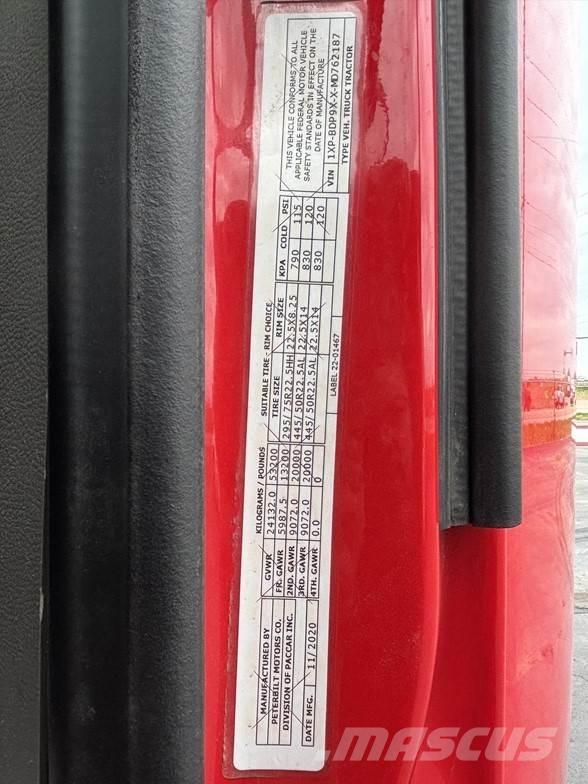 MANUFACTURED BY
PETERBILT MOTORS CO.
DIVISION OF PACCAR INC.
DATE MFG. 11/2020
KILOGRAMS / POUNDS
GVWR 24132.0 53200
FR. GAWR 5987.5 13200
2ND. GAWR 9072.0 20000
3RD. GAWR 9072.0 20000
4TH. GAWR 0.0 0
SUITABLE TIRE - RIM CHOICE
TIRE SIZE RIM SIZE KPA COLD PSI
295/75R22.5HH 22.5X8.25 790 115
445/50R22.5AL 22.5X14 830 120
445/50R22.5AL 22.5X14 830 120
LABEL 22-01467
THIS VEHICLE CONFORMS TO ALL
APPLICABLE FEDERAL MOTOR VEHICLE
SAFETY STANDARDS IN EFFECT ON THE
DATE OF MANUFACTURE
VIN 1XP-BDP9X-X-MD762187
TYPE VEH. TRUCK TRACTOR
MASCUS